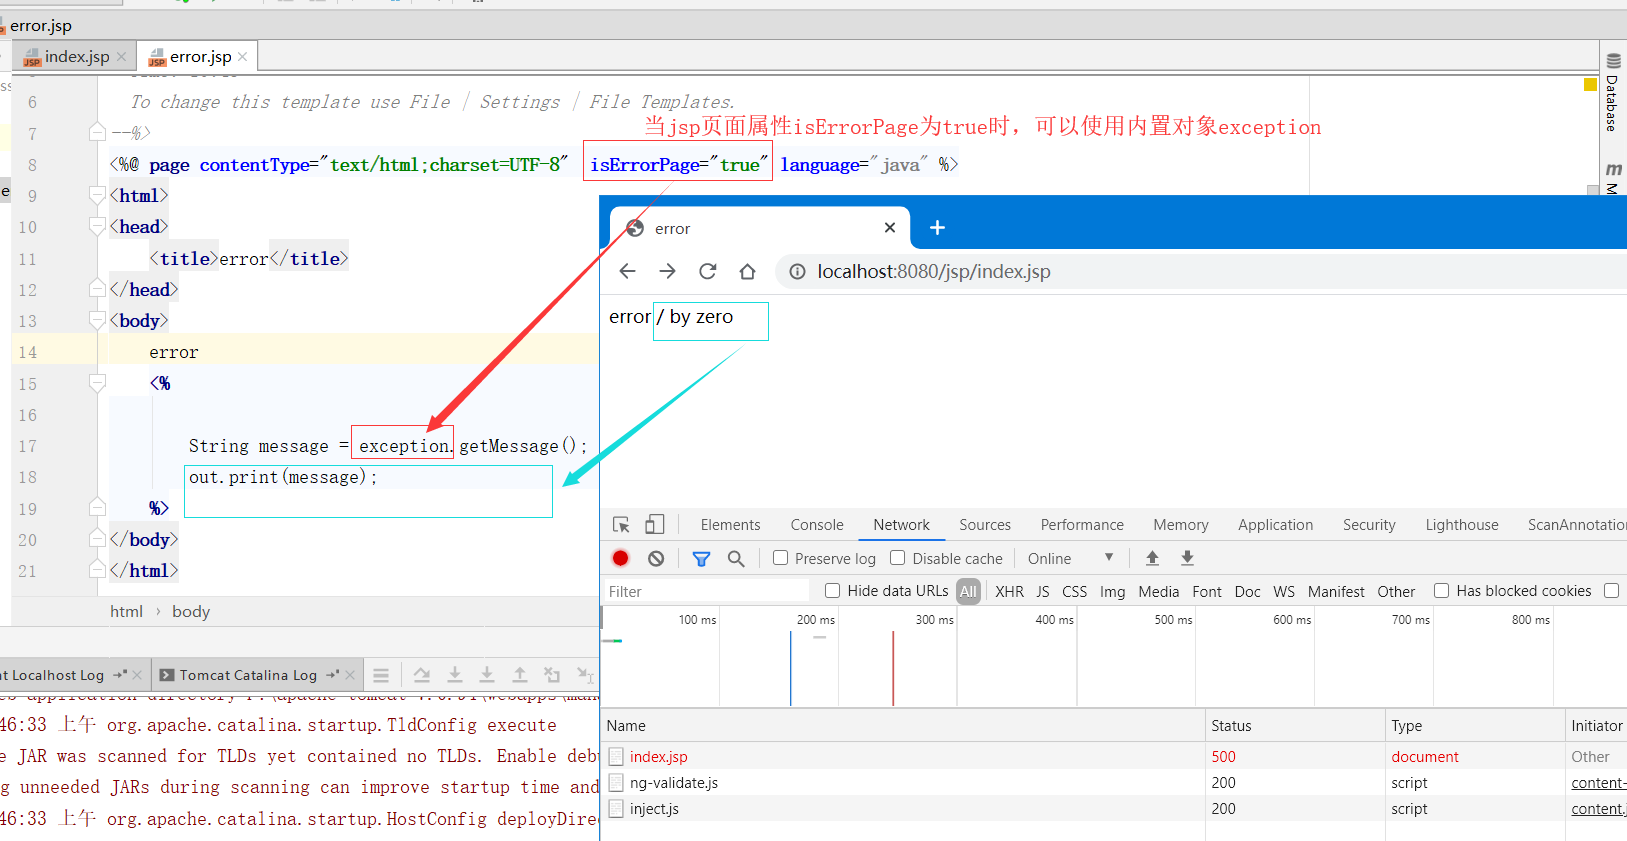 error.jsp
index.jsp
error.jsp
6 To change this template use File | Settings | File Templates.
7 --%>
当jsp页面属性isErrorPage为true时，可以使用内置对象exception
8 <%@ page contentType="text/html;charset=UTF-8" isErrorPage="true" language="java" %>
9 <html>
10 <head>
11 <title>error</title>
12 </head>
13 <body>
14 error
15 <%
16
17 String message = exception.getMessage();
18 out.print(message);
19 %>
20 </body>
21 </html>
html › body
Database
m
error
localhost:8080/jsp/index.jsp
error / by zero
Elements Console Network Sources Performance Memory Application Security Lighthouse ScanAnnotation
Preserve log Disable cache Online
Filter Hide data URLs All XHR JS CSS Img Media Font Doc WS Manifest Other Has blocked cookies
100 ms 200 ms 300 ms 400 ms 500 ms 600 ms 700 ms 800 ms
Name Status Type Initiator
index.jsp 500 document Other
ng-validate.js 200 script content-
inject.js 200 script content.j
t Localhost Log Tomcat Catalina Log
46:33 上午 org.apache.catalina.startup.TldConfig execute
e JAR was scanned for TLDs yet contained no TLDs. Enable debu
g unneeded JARs during scanning can improve startup time and
46:33 上午 org.apache.catalina.startup.HostConfig deployDirec